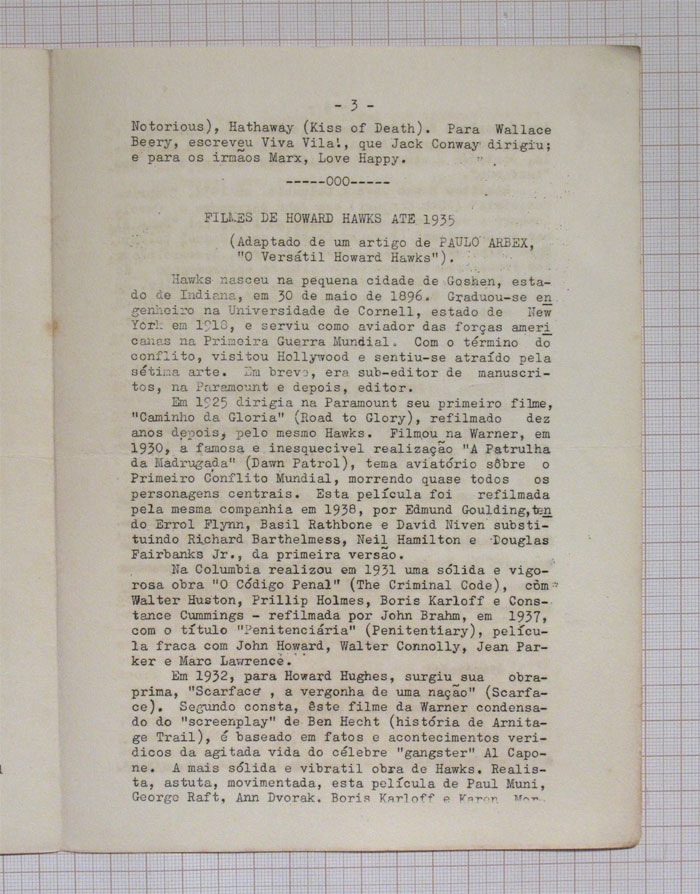 - 3 -
Notorious), Hathaway (Kiss of Death). Para Wallace
Beery, escreveu Viva Vila!, que Jack Conway dirigiu;
e para os irmãos Marx, Love Happy.
-----OOO-----
FILMES DE HOWARD HAWKS ATE 1935
(Adaptado de um artigo de PAULO ARBEX,
"O Versátil Howard Hawks").
Hawks nasceu na pequena cidade de Goshen, esta-
do de Indiana, em 30 de maio de 1896. Graduou-se en
genheiro na Universidade de Cornell, estado de New
York em 1918, e serviu como aviador das forças ameri
canas na Primeira Guerra Mundial. Com o término do
conflito, visitou Hollywood e sentiu-se atraído pela
sétima arte. Em breve, era sub-editor de manuscri-
tos, na Paramount e depois, editor.
Em 1925 dirigia na Paramount seu primeiro filme,
"Caminho da Gloria" (Road to Glory), refilmado dez
anos depois, pelo mesmo Hawks. Filmou na Warner, em
1930, a famosa e inesquecivel realização "A Patrulha
da Madrugada" (Dawn Patrol), tema aviatório sôbre o
Primeiro Conflito Mundial, morrendo quase todos os
personagens centrais. Esta película foi refilmada
pela mesma companhia em 1938, por Edmund Goulding,ten
do Errol Flynn, Basil Rathbone e David Niven substi-
tuindo Richard Barthelmess, Neil Hamilton e Douglas
Fairbanks Jr., da primeira versão.
Na Columbia realizou em 1931 uma sólida e vigo-
rosa obra "O Código Penal" (The Criminal Code), com
Walter Huston, Prillip Holmes, Boris Karloff e Cons-
tance Cummings - refilmada por John Brahm, em 1937,
com o título "Penitenciária" (Penitentiary), pelícu-
la fraca com John Howard, Walter Connolly, Jean Par-
ker e Marc Lawrence.
Em 1932, para Howard Hughes, surgiu sua obra-
prima, "Scarface , a vergonha de uma nação" (Scarfa-
ce). Segundo consta, êste filme da Warner condensa-
do do "screenplay" de Ben Hecht (história de Arnita-
ge Trail), é baseado em fatos e acontecimentos veri-
dicos da agitada vida do célebre "gangster" Al Capo-
ne. A mais sólida e vibratil obra de Hawks. Realis-
ta, astuta, movimentada, esta película de Paul Muni,
George Raft, Ann Dvorak. Boris Karloff e Karen Mor-